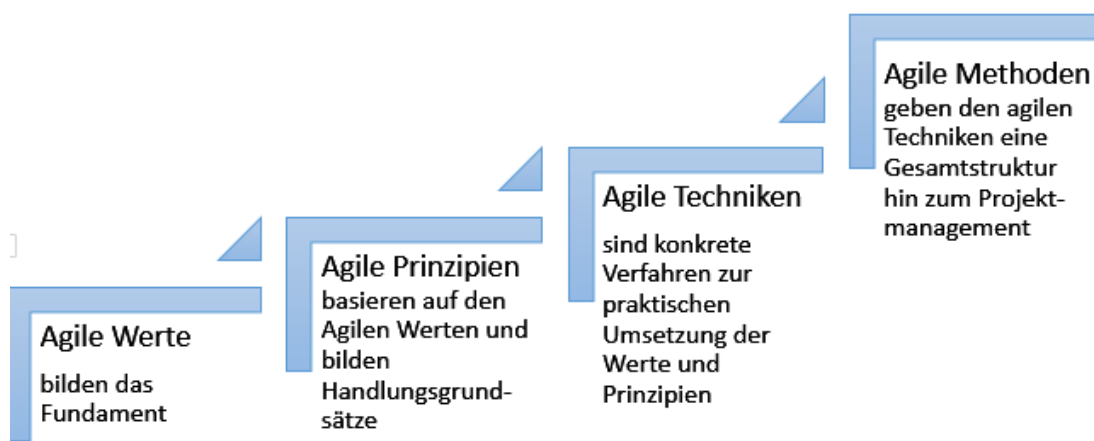 Agile Werte
bilden das
Fundament
Agile Prinzipien
basieren auf den
Agilen Werten und
bilden
Handlungsgrund-
sätze
Agile Techniken
sind konkrete
Verfahren zur
praktischen
Umsetzung der
Werte und
Prinzipien
Agile Methoden
geben den agilen
Techniken eine
Gesamtstruktur
hin zum Projekt-
management